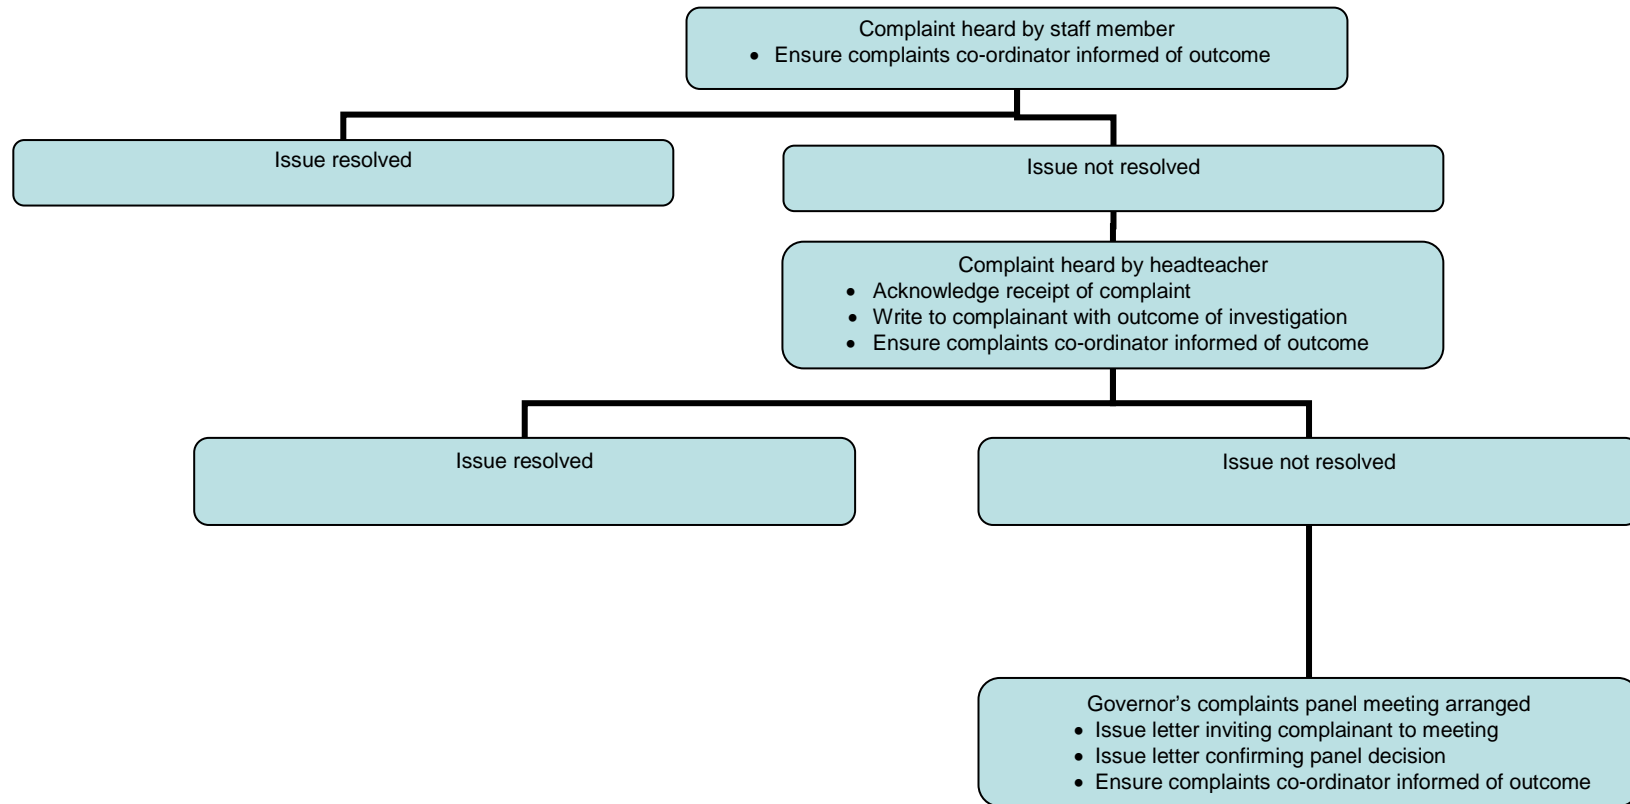 Complaint heard by staff member
• Ensure complaints co-ordinator informed of outcome
Issue resolved
Issue not resolved
Complaint heard by headteacher
• Acknowledge receipt of complaint
• Write to complainant with outcome of investigation
• Ensure complaints co-ordinator informed of outcome
Issue resolved
Issue not resolved
Governor’s complaints panel meeting arranged
• Issue letter inviting complainant to meeting
• Issue letter confirming panel decision
• Ensure complaints co-ordinator informed of outcome